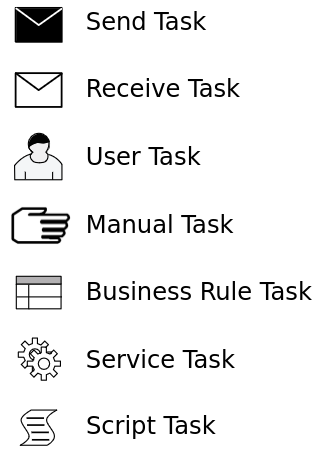 Send Task
Receive Task
User Task
Manual Task
Business Rule Task
Service Task
Script Task